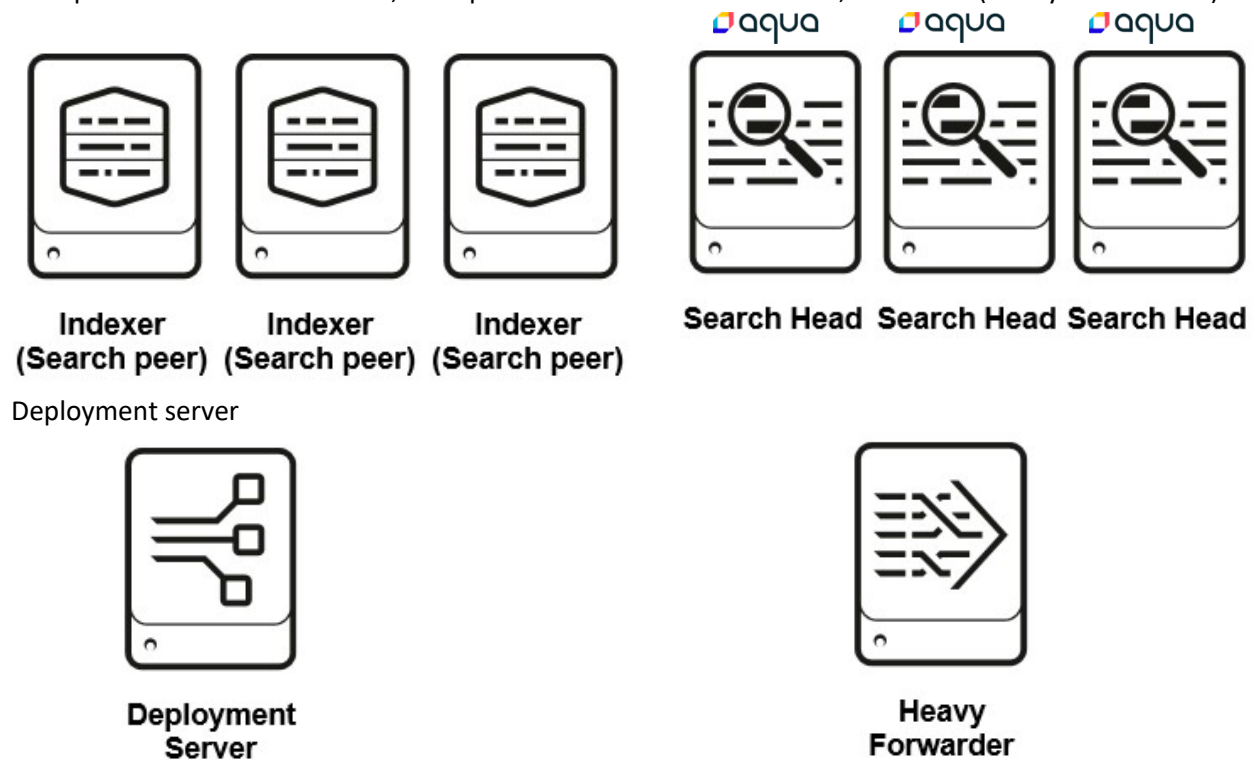 aqua aqua aqua
Indexer
(Search peer)
Indexer
(Search peer)
Indexer
(Search peer)
Search Head
Search Head
Search Head
Deployment server
Deployment
Server
Heavy
Forwarder